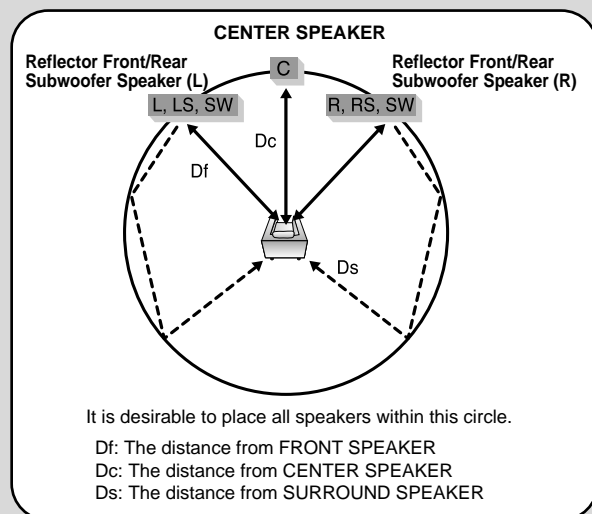 CENTER SPEAKER
Reflector Front/Rear
Subwoofer Speaker (L)
C
Reflector Front/Rear
Subwoofer Speaker (R)
L, LS, SW
R, RS, SW
Dc
Df
Ds
It is desirable to place all speakers within this circle.
Df: The distance from FRONT SPEAKER
Dc: The distance from CENTER SPEAKER
Ds: The distance from SURROUND SPEAKER